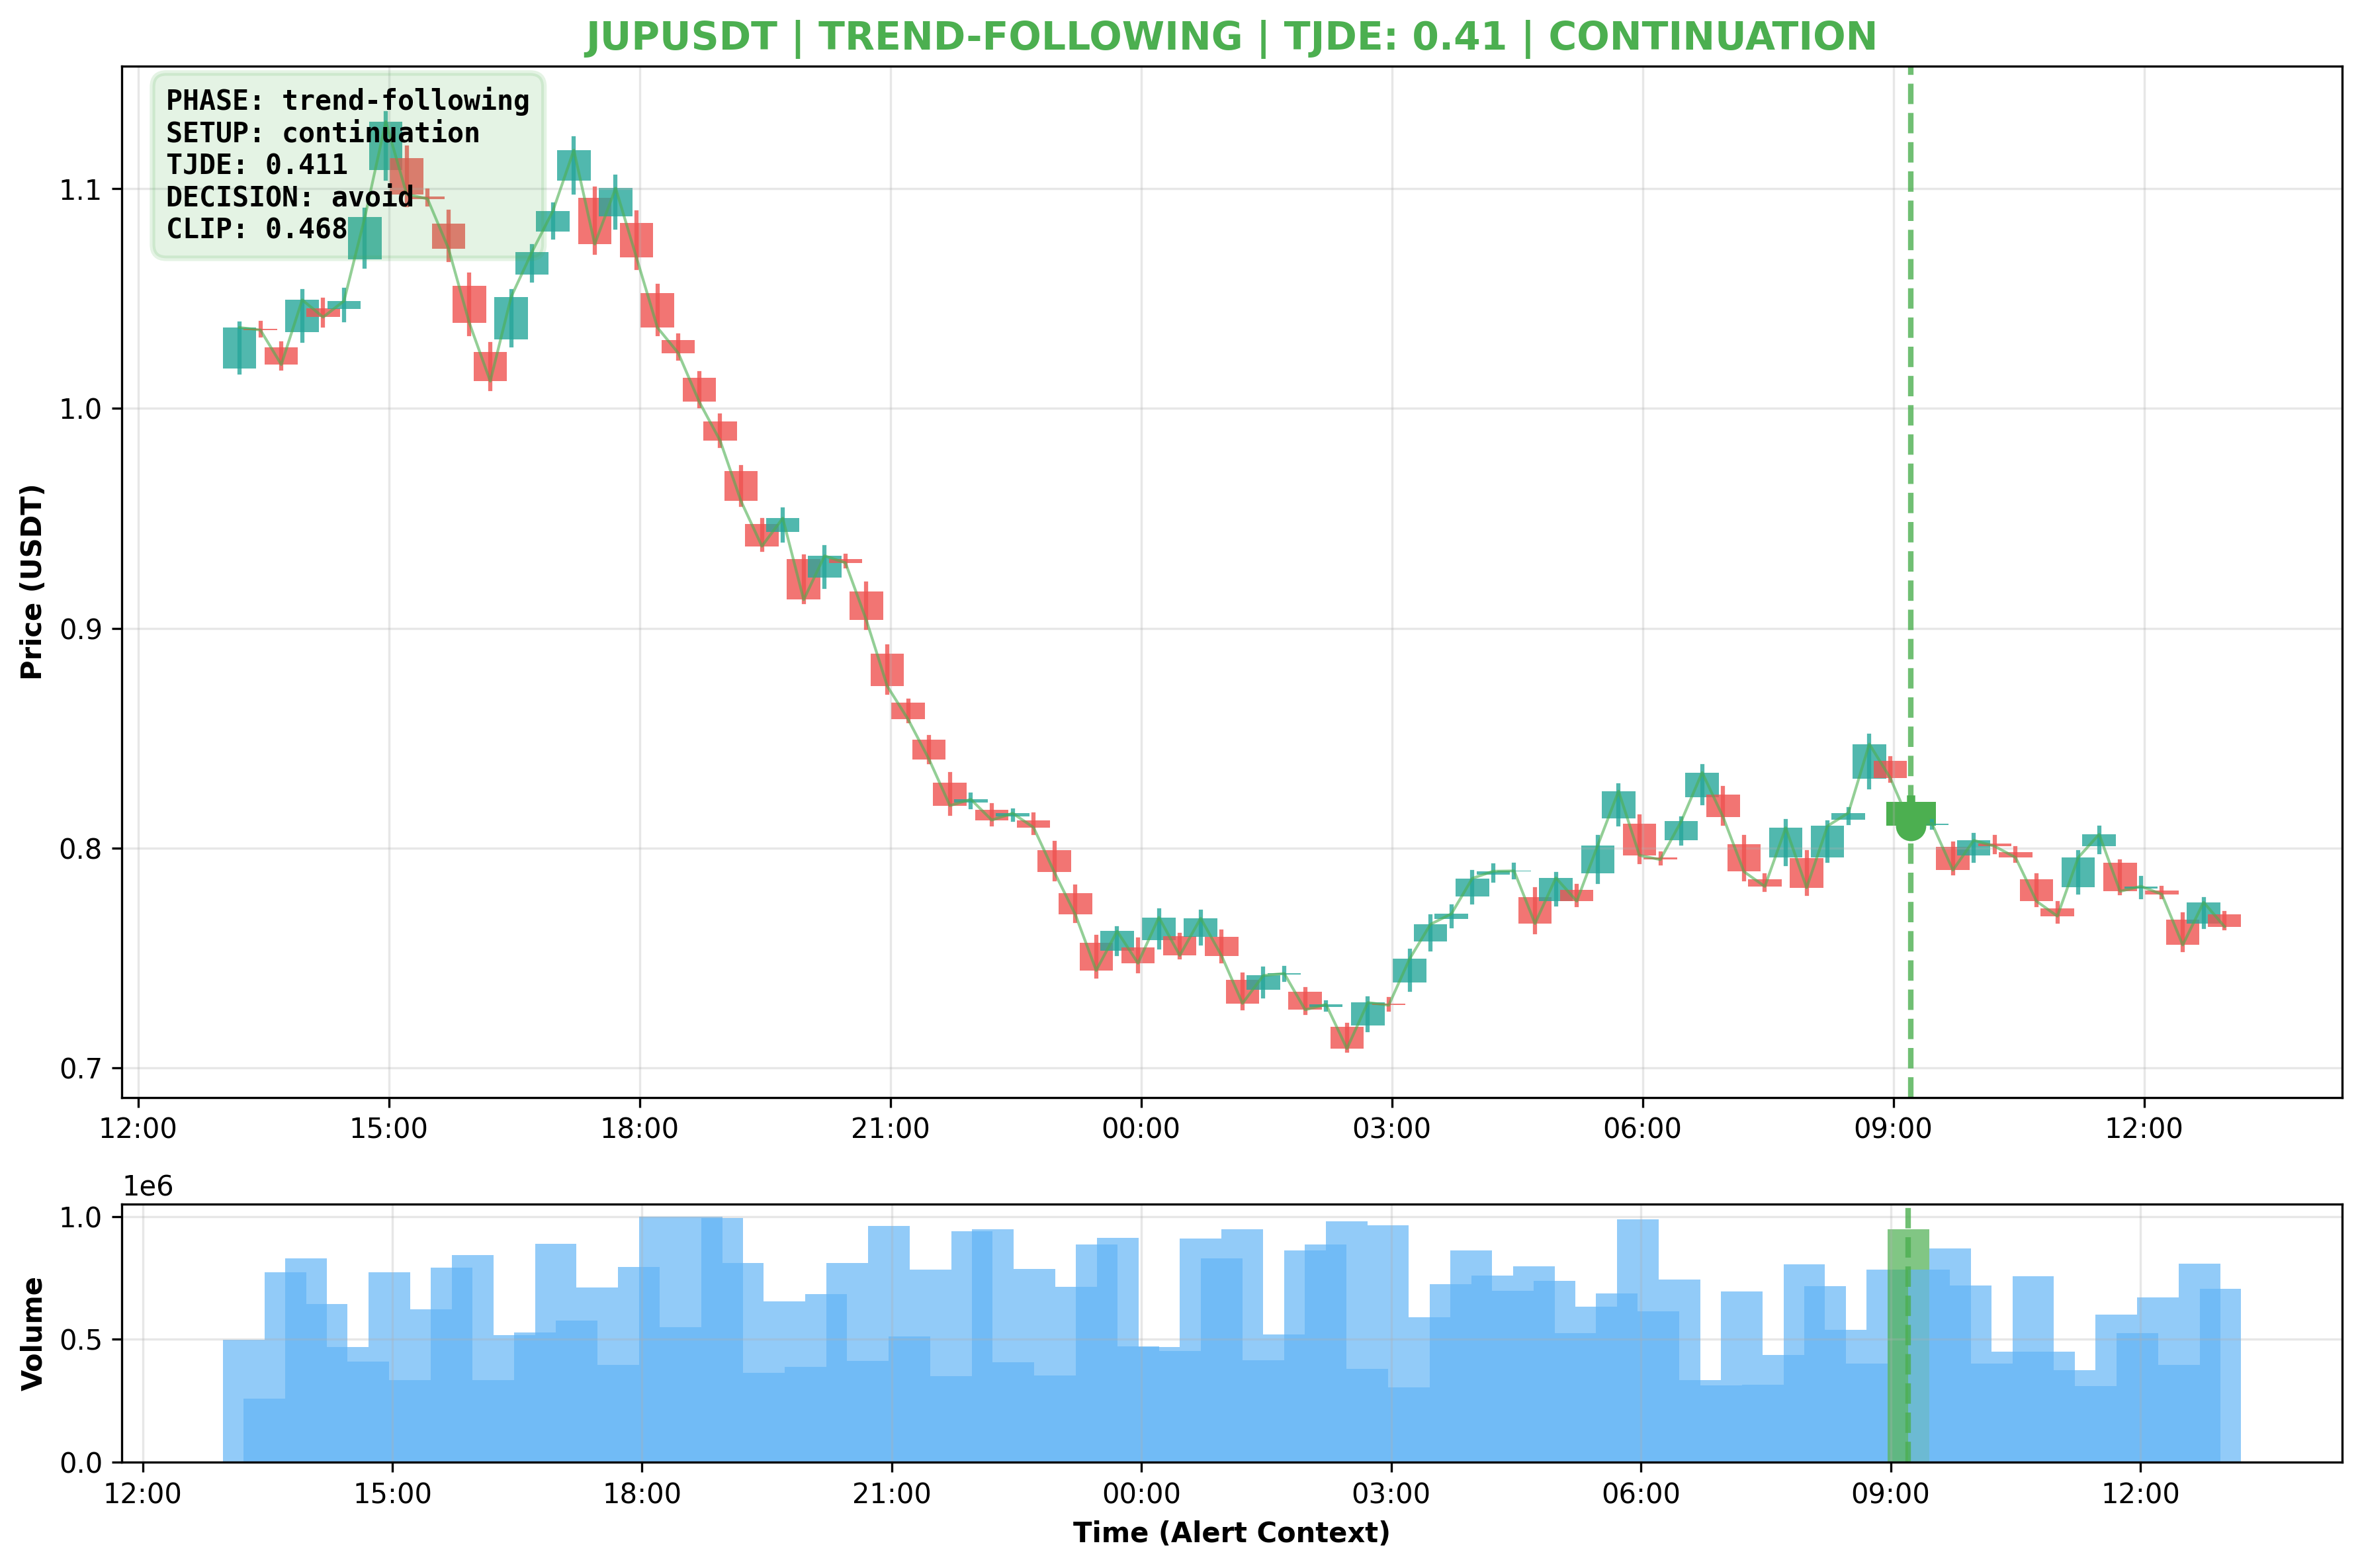 JUPUSDT | TREND-FOLLOWING | TJDE: 0.41 | CONTINUATION
PHASE: trend-following
SETUP: continuation
TJDE: 0.411
DECISION: avoid
CLIP: 0.468
Price (USDT)
1.1
1.0
0.9
0.8
0.7
12:00 15:00 18:00 21:00 00:00 03:00 06:00 09:00 12:00
1e6
Volume
1.0
0.5
0.0
12:00 15:00 18:00 21:00 00:00 03:00 06:00 09:00 12:00
Time (Alert Context)